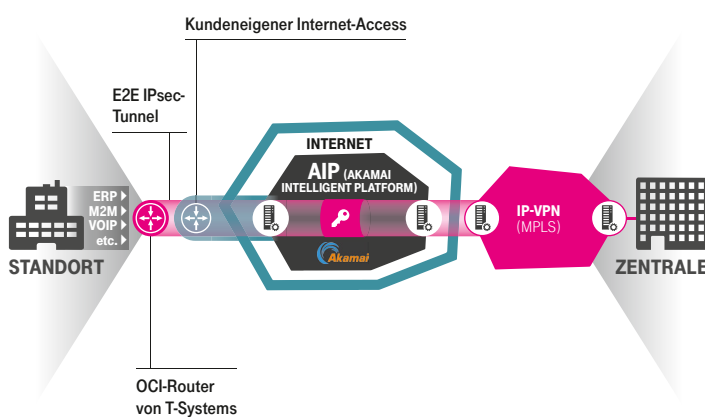 Kundeneigener Internet-Access
E2E IPsec-
Tunnel
INTERNET
AIP (AKAMAI
INTELLIGENT PLATFORM)
ERP
M2M
VOIP
etc.
IP-VPN
(MPLS)
Akamai
STANDORT
ZENTRALE
OCI-Router
von T-Systems